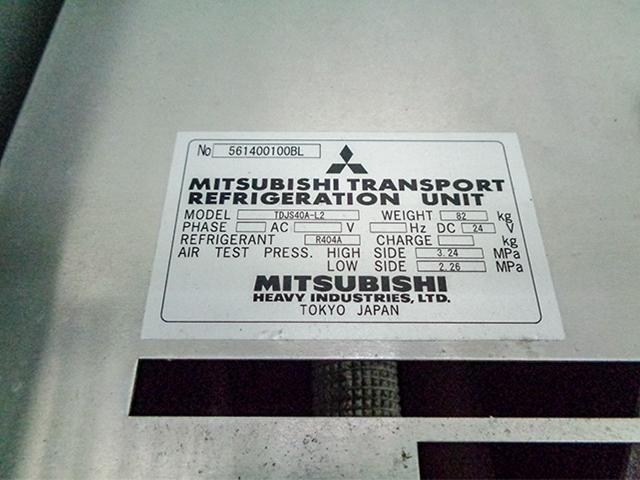 No 561400100BL
MITSUBISHI TRANSPORT
REFRIGERATION UNIT
MODEL TDJS40A-L2 WEIGHT 82 kg
PHASE AC V Hz DC 24 V
REFRIGERANT R404A CHARGE kg
AIR TEST PRESS. HIGH SIDE 3.24 MPa
LOW SIDE 2.26 MPa
MITSUBISHI
HEAVY INDUSTRIES, LTD.
TOKYO JAPAN